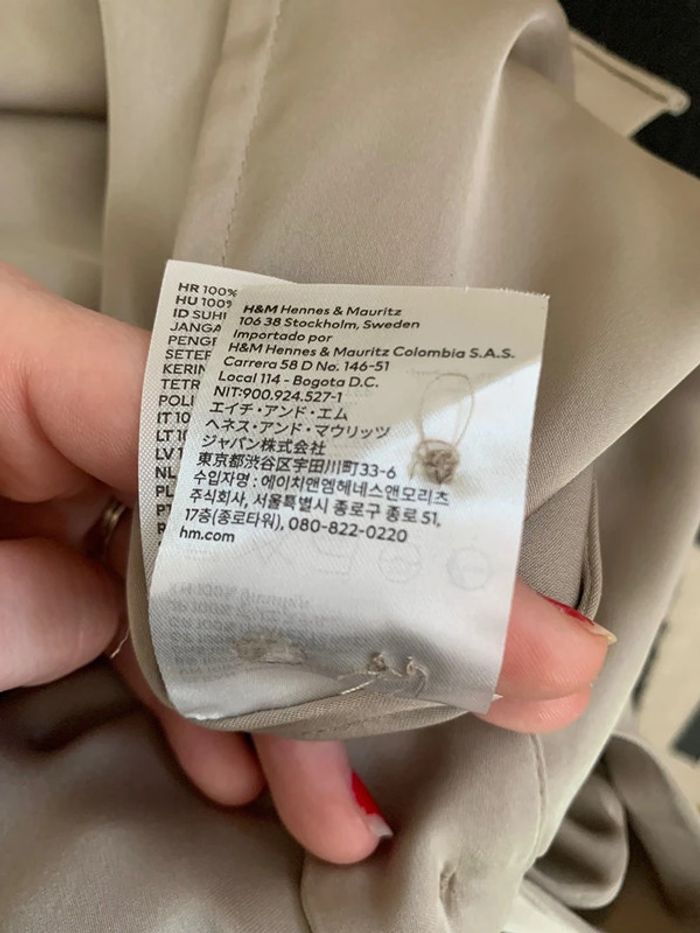 HR 100%
HU 100%
ID SUHI
JANGA
PENGE
SETER
KERIN
TETR
POLI
IT 10
LT 10
LV 1
NL
PL
PT
H&M Hennes & Mauritz
106 38 Stockholm, Sweden
Importado por
H&M Hennes & Mauritz Colombia S.A.S.
Carrera 58 D No. 146-51
Local 114 - Bogota D.C.
NIT:900.924.527-1
エイチ・アンド・エム
ヘネス・アンド・マウリッツ
ジャパン株式会社
東京都渋谷区宇田川町33-6
수입자명 : 에이치앤엠헤네스앤모리츠
주식회사, 서울특별시 종로구 종로 51,
17층(종로타워), 080-822-0220
hm.com